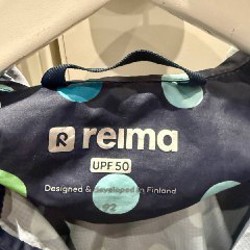 R reima
UPF 50
Designed & developed in Finland
92